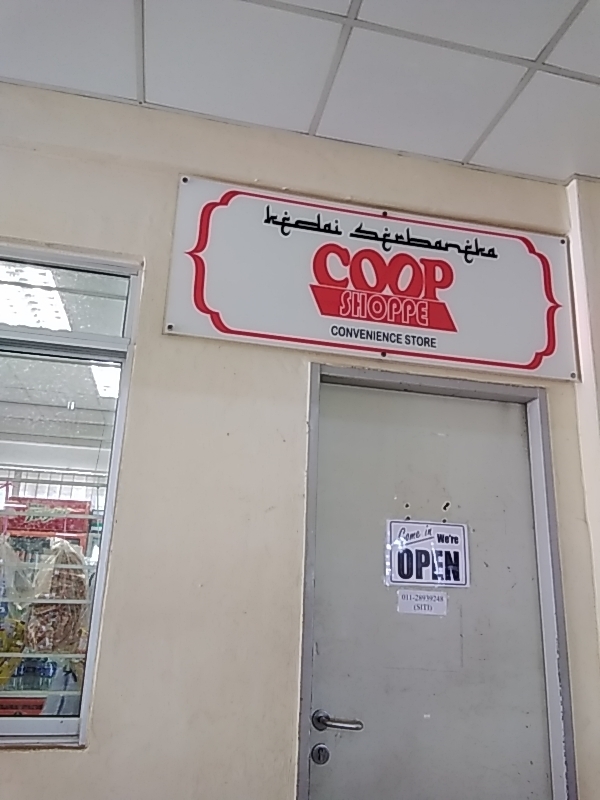 kedai serbaneka
COOP
SHOPPE
CONVENIENCE STORE
Come in We're
OPEN
011-28939248
(SITI)